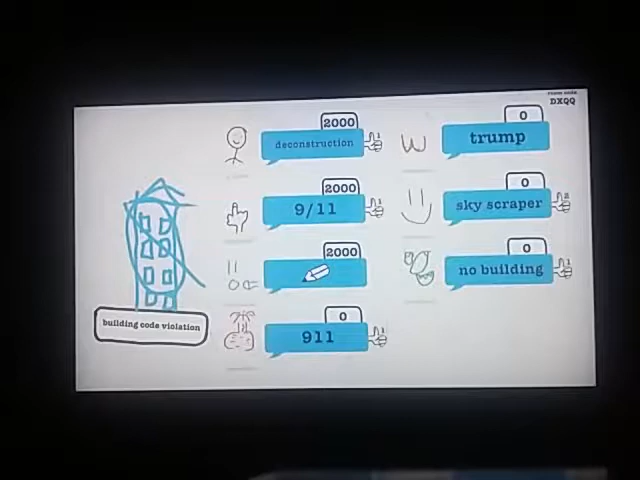 ROOM CODE
DXQQ
2000
deconstruction
0
trump
2000
9/11
0
sky scraper
2000
0
no building
0
911
building code violation